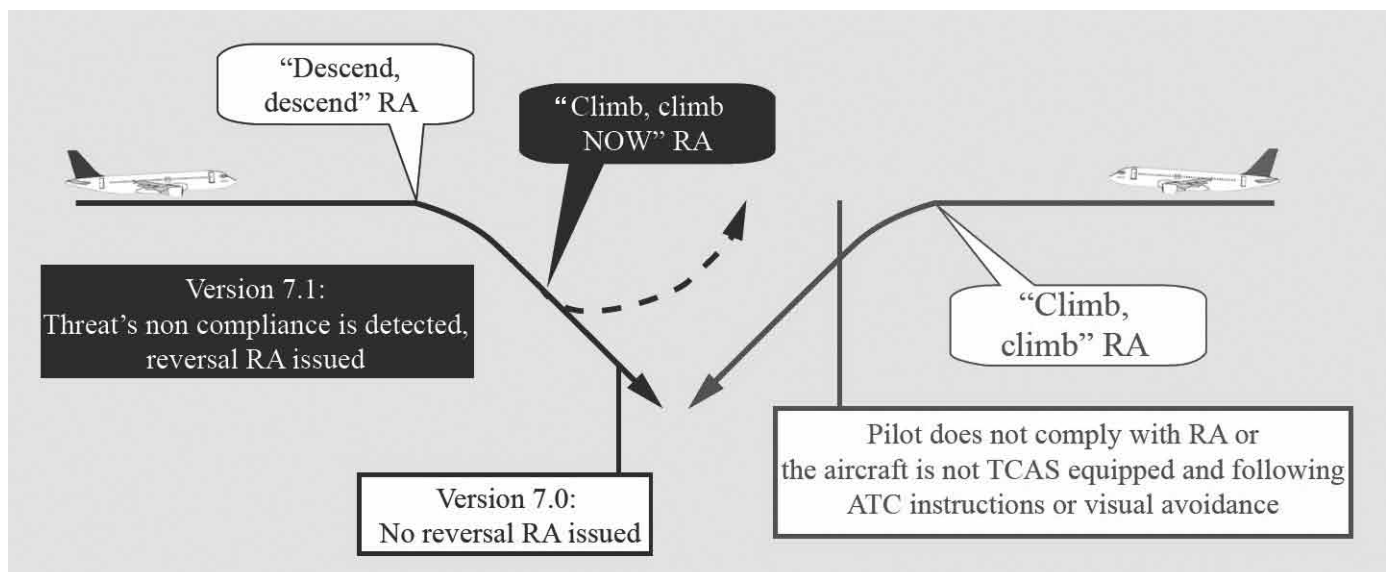 “Descend,
descend” RA
“Climb, climb
NOW” RA
Version 7.1:
Threat’s non compliance is detected,
reversal RA issued
“Climb,
climb” RA
Pilot does not comply with RA or
the aircraft is not TCAS equipped and following
ATC instructions or visual avoidance
Version 7.0:
No reversal RA issued